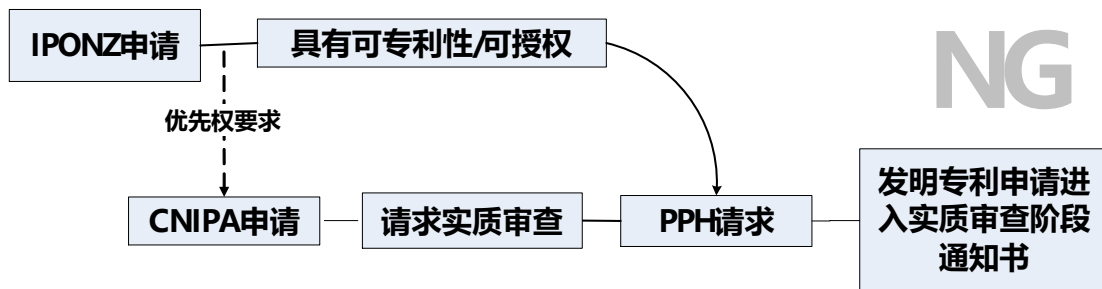 IPONZ申请
具有可专利性/可授权
NG
优先权要求
CNIPA申请
请求实质审查
PPH请求
发明专利申请进
入实质审查阶段
通知书